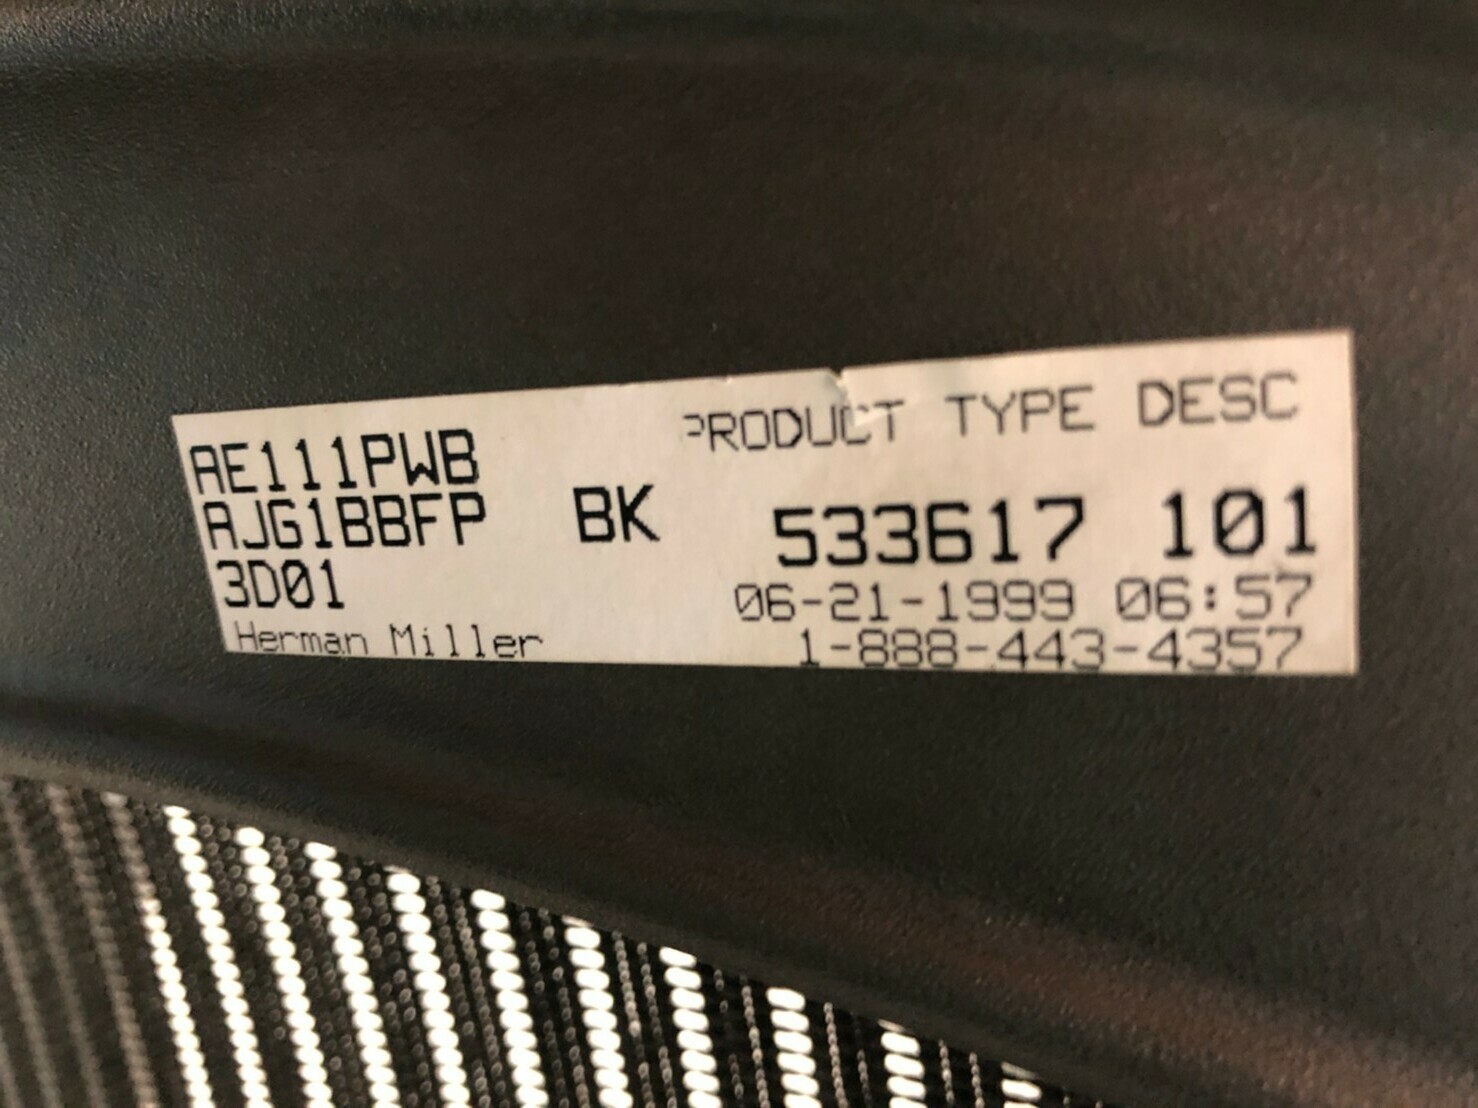 PRODUCT TYPE DESC
AE111PWB
AJG1BBFP BK 533617 101
3D01 06-21-1999 06:57
Herman Miller 1-888-443-4357